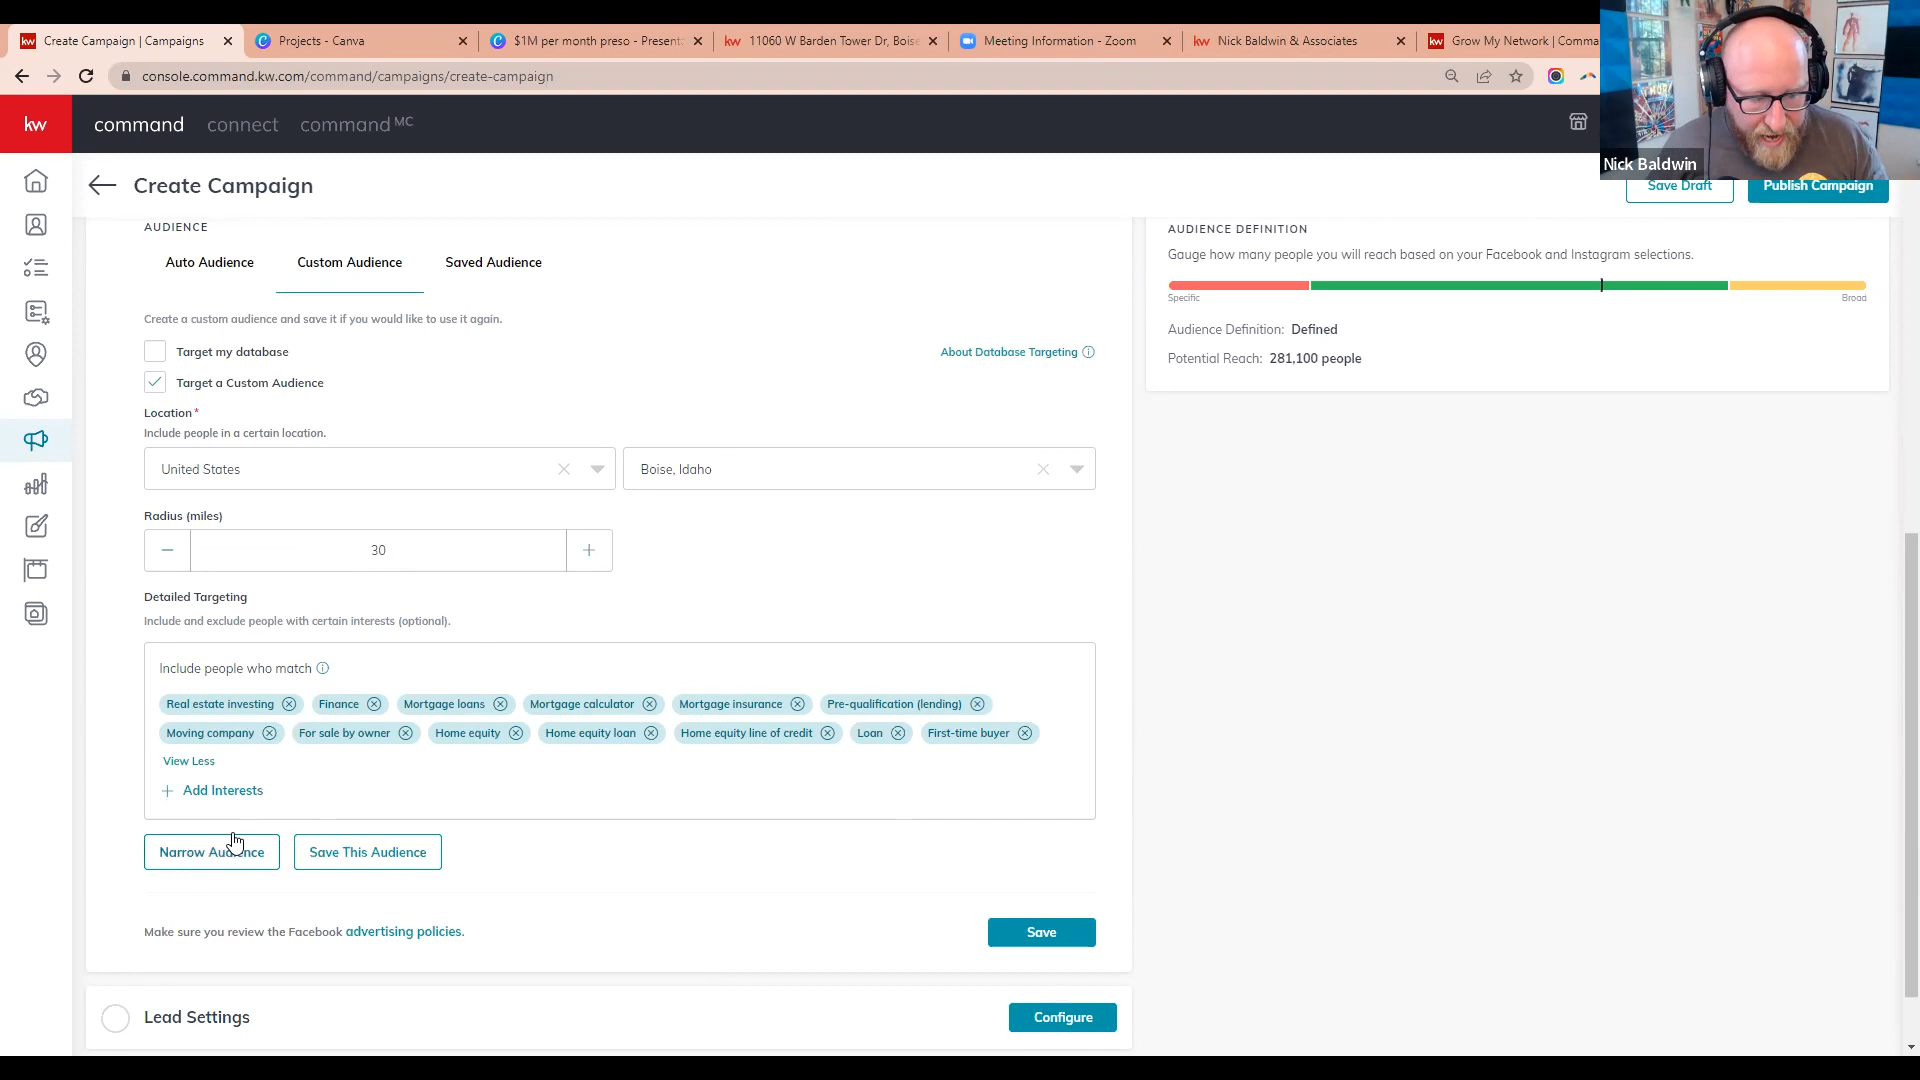 Create Campaign | Campaigns
Projects - Canva
$1M per month preso - Present
11060 W Barden Tower Dr, Bois
Meeting Information - Zoom
Nick Baldwin & Associates
Grow My Network | Comma
console.command.kw.com/command/campaigns/create-campaign
kw
command
connect
command MC
Nick Baldwin
Create Campaign
Save Draft
Publish Campaign
AUDIENCE
Auto Audience
Custom Audience
Saved Audience
Create a custom audience and save it if you would like to use it again.
Target my database
About Database Targeting
Target a Custom Audience
Location*
Include people in a certain location.
United States
Boise, Idaho
Radius (miles)
30
Detailed Targeting
Include and exclude people with certain interests (optional).
Include people who match
Real estate investing
Finance
Mortgage loans
Mortgage calculator
Mortgage insurance
Pre-qualification (lending)
Moving company
For sale by owner
Home equity
Home equity loan
Home equity line of credit
Loan
First-time buyer
View Less
Add Interests
Narrow Audience
Save This Audience
Make sure you review the Facebook advertising policies.
Save
Lead Settings
Configure
AUDIENCE DEFINITION
Gauge how many people you will reach based on your Facebook and Instagram selections.
Specific
Broad
Audience Definition: Defined
Potential Reach: 281,100 people